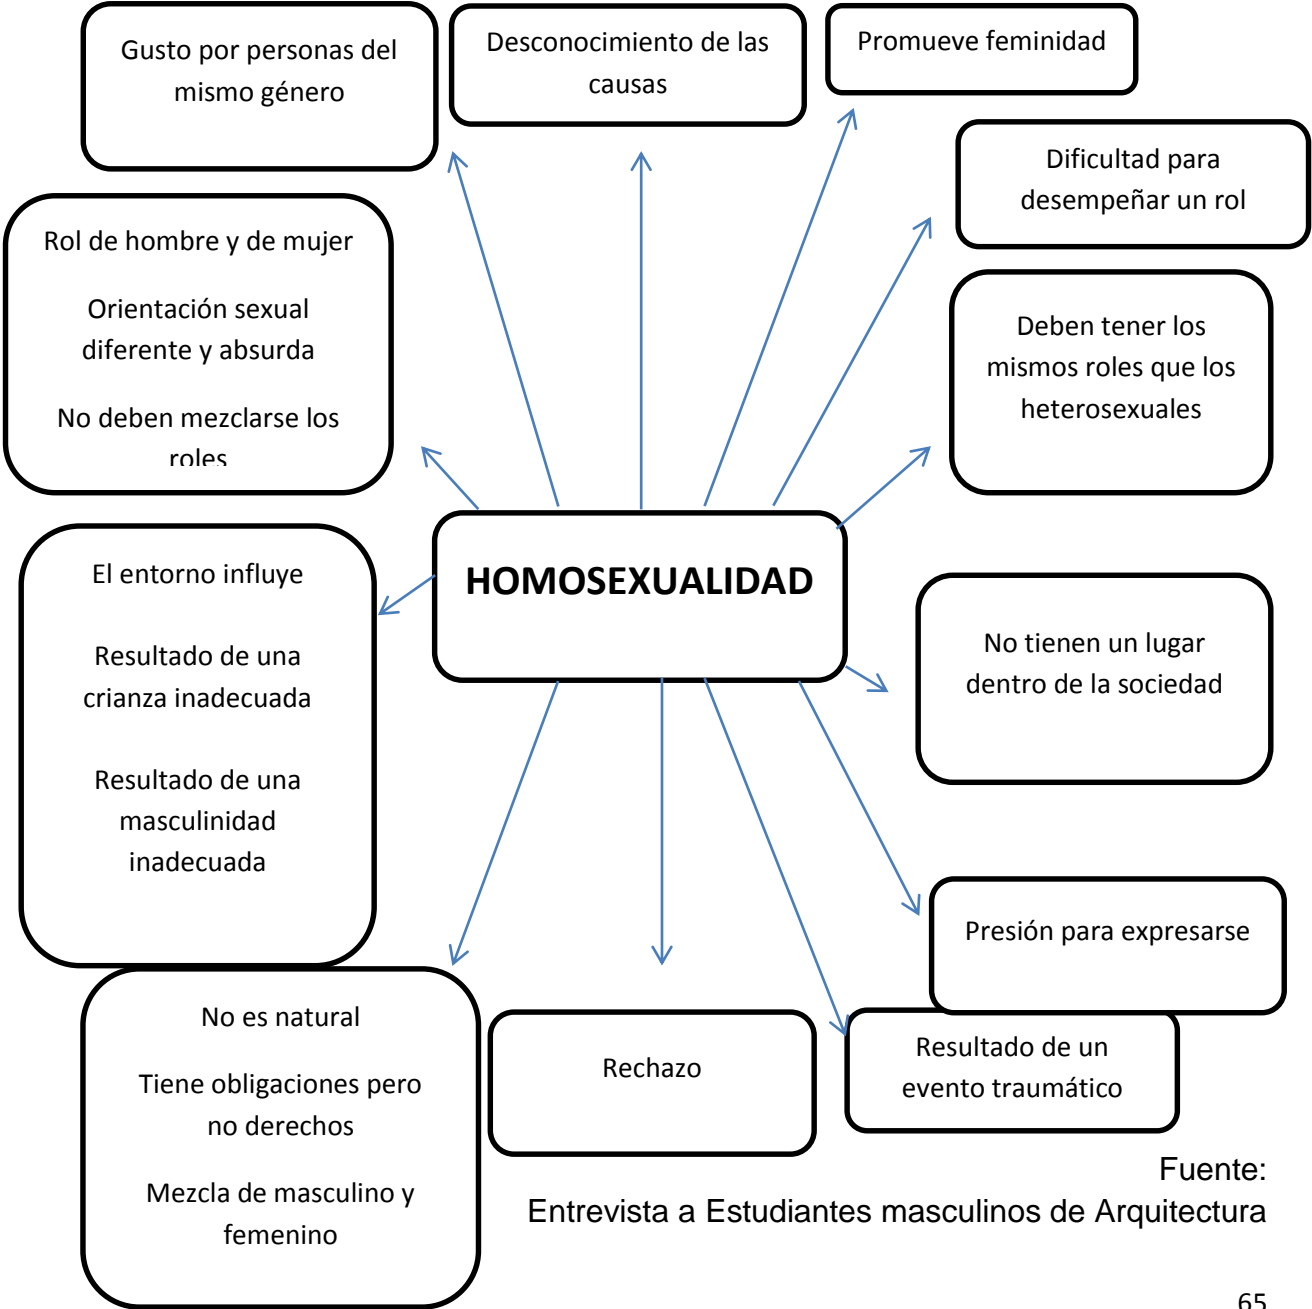 Gusto por personas del
mismo género
Desconocimiento de las
causas
Promueve feminidad
Dificultad para
desempeñar un rol
Rol de hombre y de mujer
Orientación sexual
diferente y absurda
No deben mezclarse los
roles
Deben tener los
mismos roles que los
heterosexuales
HOMOSEXUALIDAD
El entorno influye
Resultado de una
crianza inadecuada
Resultado de una
masculinidad
inadecuada
No tienen un lugar
dentro de la sociedad
Presión para expresarse
No es natural
Tiene obligaciones pero
no derechos
Mezcla de masculino y
femenino
Rechazo
Resultado de un
evento traumático
Fuente:
Entrevista a Estudiantes masculinos de Arquitectura
65